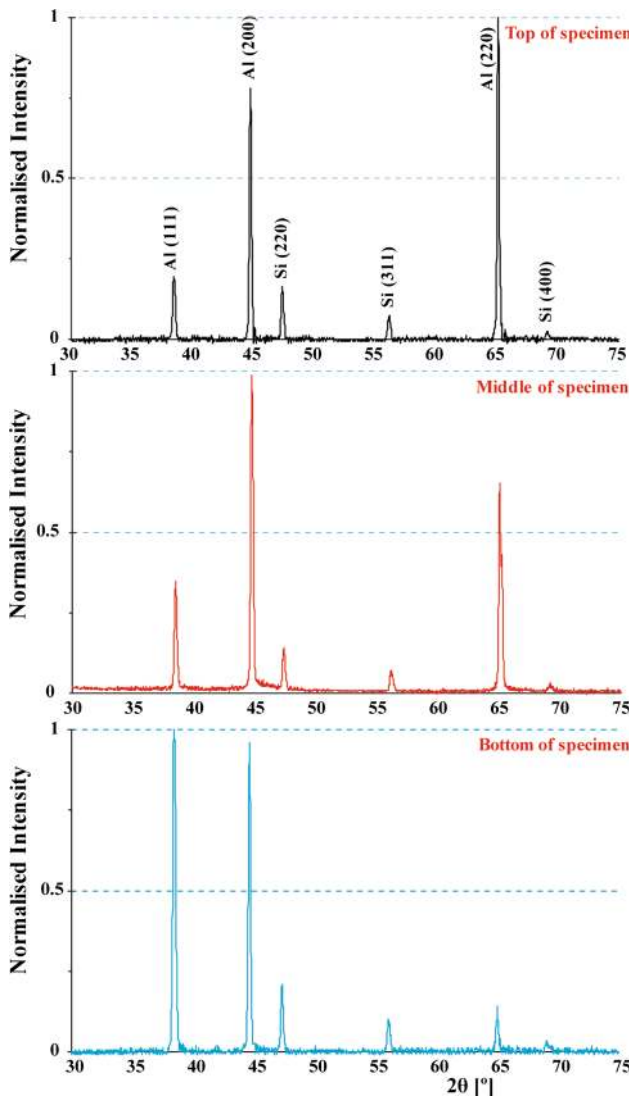 1
Top of specimen
Al (200)
Al (220)
Normalised Intensity
0.5
Al (111)
Si (220)
Si (311)
Si (400)
0
30 35 40 45 50 55 60 65 70 75
1
Middle of specimen
Normalised Intensity
0.5
0
30 35 40 45 50 55 60 65 70 75
1
Bottom of specimen
Normalised Intensity
0.5
0
30 35 40 45 50 55 60 65 70 75
2θ [º]